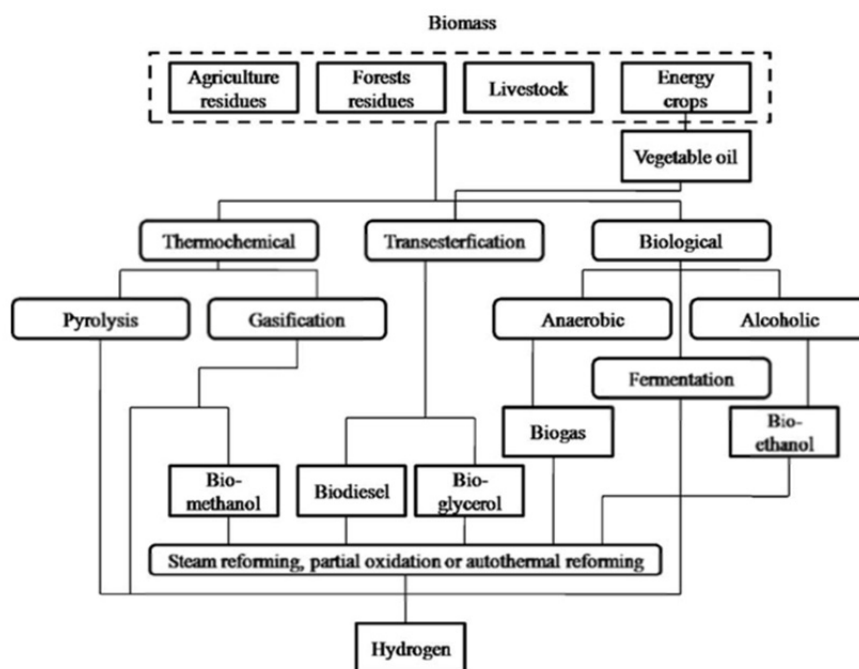 Biomass
Agriculture
residues
Forests
residues
Livestock
Energy
crops
Vegetable oil
Thermochemical
Transesterfication
Biological
Pyrolysis
Gasification
Anaerobic
Alcoholic
Fermentation
Biogas
Bio-
ethanol
Bio-
methanol
Biodiesel
Bio-
glycerol
Steam reforming, partial oxidation or autothermal reforming
Hydrogen